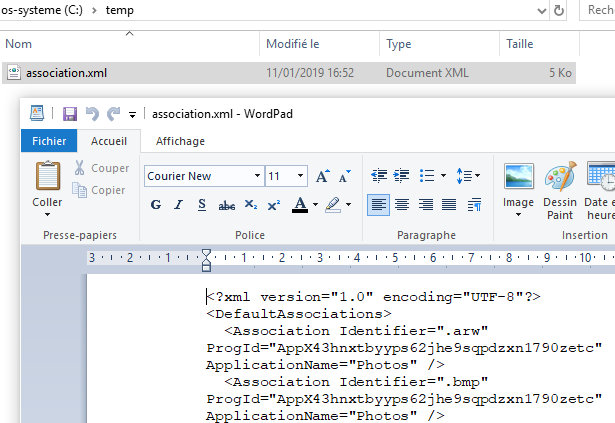 os-systeme (C:) > temp
Reche
Nom Modifié le Type Taille
association.xml 11/01/2019 16:52 Document XML 5 Ko
association.xml - WordPad
Fichier Accueil Affichage
Coller
Couper
Copier
Presse-papiers
Courier New 11 A A
G I S abc X₂ X² A
Police
Paragraphe
Image
Dessin
Paint
Date e
heure
Insertion
3 2 1 1 2 3 4 5 6 7 8 9 10
<?xml version="1.0" encoding="UTF-8"?>
<DefaultAssociations>
<Association Identifier=".arw"
ProgId="AppX43hnxtbyyps62jhe9sqpdzxn1790zetc"
ApplicationName="Photos" />
<Association Identifier=".bmp"
ProgId="AppX43hnxtbyyps62jhe9sqpdzxn1790zetc"
ApplicationName="Photos" />